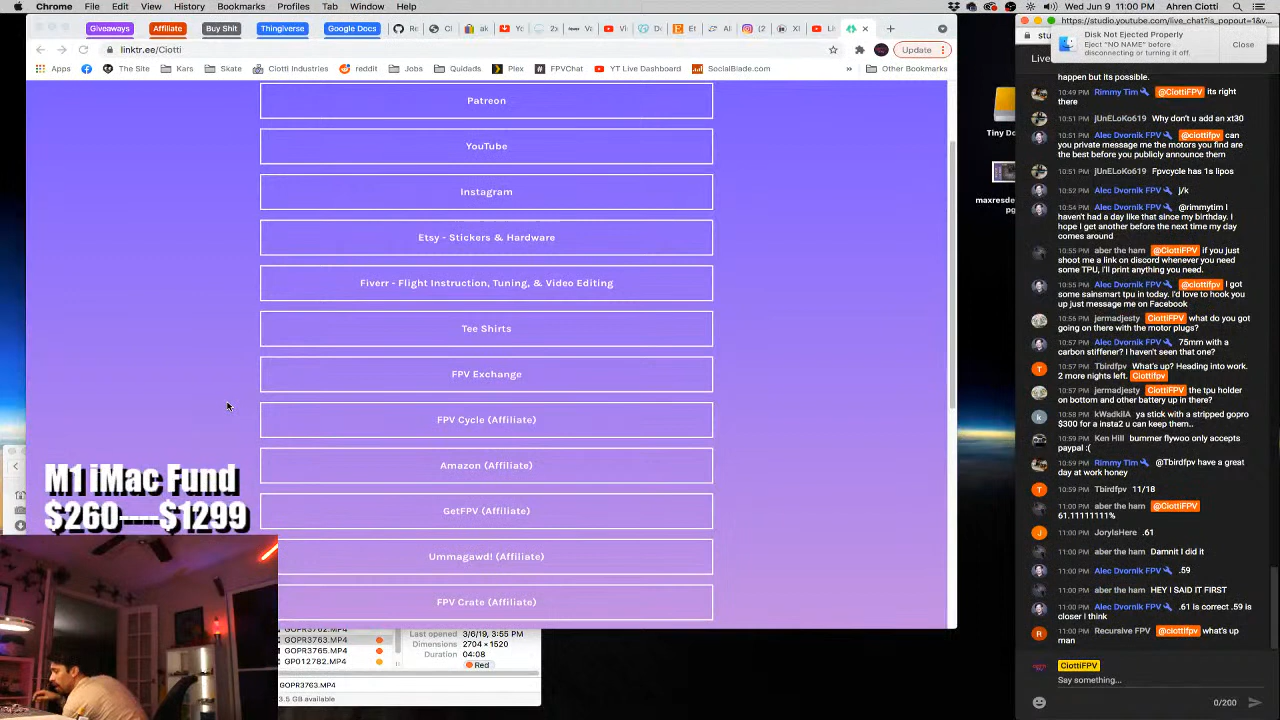 Chrome File Edit View History Bookmarks Profiles Tab Window Help
Wed Jun 9 11:00 PM Ahren Ciotti
Giveaways Affiliate Buy Shit Thingiverse Google Docs
linktr.ee/Ciotti
Update
Apps The Site Kars Skate Ciotti Industries reddit Jobs Quidads Plex FPVChat YT Live Dashboard SocialBlade.com » Other Bookmarks
Patreon
YouTube
Instagram
Etsy - Stickers & Hardware
Fiverr - Flight Instruction, Tuning, & Video Editing
Tee Shirts
FPV Exchange
FPV Cycle (Affiliate)
Amazon (Affiliate)
GetFPV (Affiliate)
Ummagawd! (Affiliate)
FPV Crate (Affiliate)
M1 iMac Fund
$260----$1299
GOPR3762.MP4
GOPR3763.MP4
GOPR3765.MP4
GP012782.MP4
Last opened 3/6/19, 3:55 PM
Dimensions 2704 × 1520
Duration 04:08
Red
GOPR3763.MP4
3.5 GB available
Tiny
maxresde
pg
https://studio.youtube.com/live_chat?is_popout=1&v...
Disk Not Ejected Properly
Eject “NO NAME” before
disconnecting or turning it off.
Close
happen but its possible.
10:49 PM Rimmy Tim @CiottiFPV its right
there
10:51 PM jUnELoKo619 Why don't u add an xt30
10:51 PM Alec Dvornik FPV @ciottifpv can
you private message me the motors you find are
the best before you publicly announce them
10:51 PM jUnELoKo619 Fpvcycle has 1s lipos
10:52 PM Alec Dvornik FPV j/k
10:54 PM Alec Dvornik FPV @rimmytim I
haven't had a day like that since my birthday. I
hope I get another before the next time my day
comes around
10:55 PM aber the ham @CiottiFPV if you just
shoot me a link on discord whenever you need
some TPU, I'll print anything you need.
10:55 PM Alec Dvornik FPV @ciottifpv I got
some sainsmart tpu in today. I'd love to hook you
up just message me on Facebook
10:56 PM jermadjesty CiottiFPV what do you got
going on there with the motor plugs?
10:57 PM Alec Dvornik FPV 75mm with a
carbon stiffener? I haven't seen that one?
10:57 PM Tbirdfpv What's up? Heading into work.
2 more nights left. Ciottifpv
10:57 PM jermadjesty @CiottiFPV the tpu holder
on bottom and other battery up in there?
10:58 PM kWadkilA ya stick with a stripped gopro
$300 for a insta2 u can keep them..
10:59 PM Ken Hill bummer flywoo only accepts
paypal :(
10:59 PM Rimmy Tim @Tbirdfpv have a great
day at work honey
10:59 PM Tbirdfpv 11/18
11:00 PM aber the ham @CiottiFPV
61.11111111%
11:00 PM JoryIsHere .61
11:00 PM aber the ham Damnit I did it
11:00 PM Alec Dvornik FPV .59
11:00 PM aber the ham HEY I SAID IT FIRST
11:00 PM Alec Dvornik FPV .61 is correct .59 is
closer I think
11:00 PM Recursive FPV @ciottifpv what's up
man
CiottiFPV
Say something...
0/200